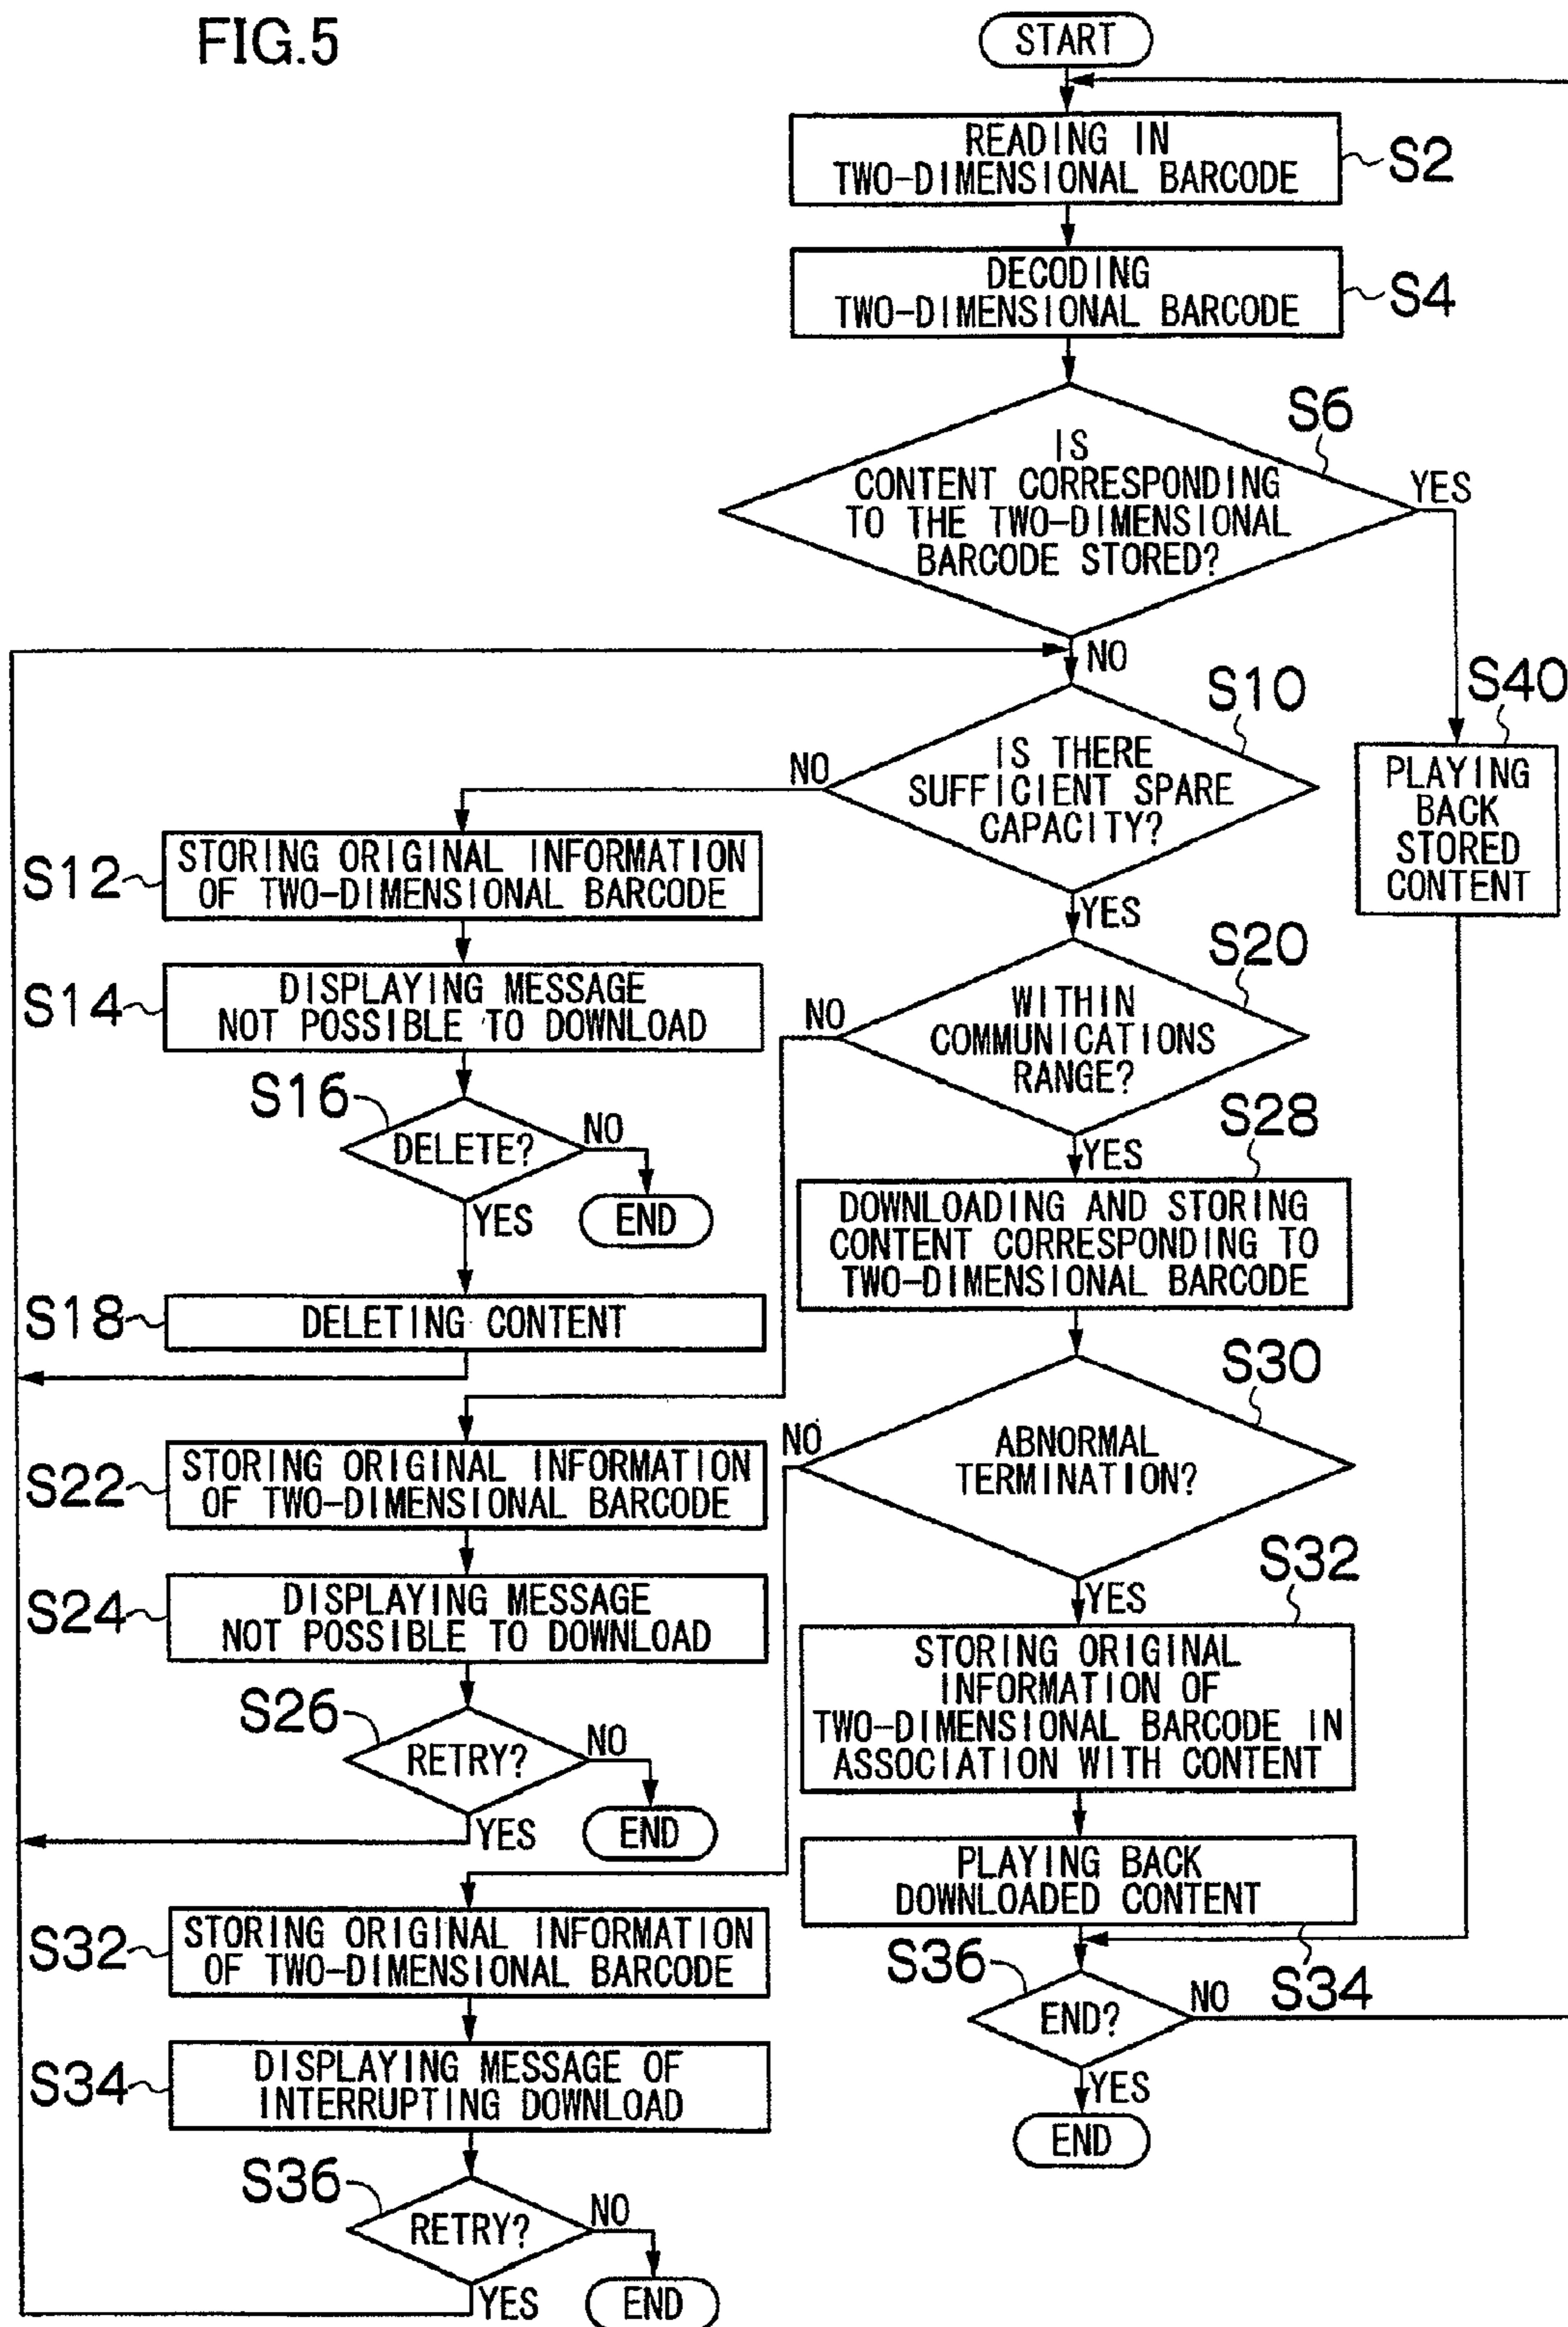 FIG.5
START
READING IN
TWO-DIMENSIONAL BARCODE
S2
DECODING
TWO-DIMENSIONAL BARCODE
S4
S6
IS
CONTENT CORRESPONDING
TO THE TWO-DIMENSIONAL
BARCODE STORED?
YES
NO
S10
IS THERE
SUFFICIENT SPARE
CAPACITY?
NO
YES
S40
PLAYING
BACK
STORED
CONTENT
S12
STORING ORIGINAL INFORMATION
OF TWO-DIMENSIONAL BARCODE
S14
DISPLAYING MESSAGE
NOT POSSIBLE TO DOWNLOAD
S16
DELETE?
NO
END
YES
S18
DELETING CONTENT
S20
WITHIN
COMMUNICATIONS
RANGE?
NO
YES
S28
DOWNLOADING AND STORING
CONTENT CORRESPONDING TO
TWO-DIMENSIONAL BARCODE
S22
STORING ORIGINAL INFORMATION
OF TWO-DIMENSIONAL BARCODE
S24
DISPLAYING MESSAGE
NOT POSSIBLE TO DOWNLOAD
S26
RETRY?
NO
END
YES
S30
ABNORMAL
TERMINATION?
NO
YES
S32
STORING ORIGINAL
INFORMATION OF
TWO-DIMENSIONAL BARCODE IN
ASSOCIATION WITH CONTENT
PLAYING BACK
DOWNLOADED CONTENT
S34
S36
END?
NO
YES
END
S32
STORING ORIGINAL INFORMATION
OF TWO-DIMENSIONAL BARCODE
S34
DISPLAYING MESSAGE OF
INTERRUPTING DOWNLOAD
S36
RETRY?
NO
END
YES